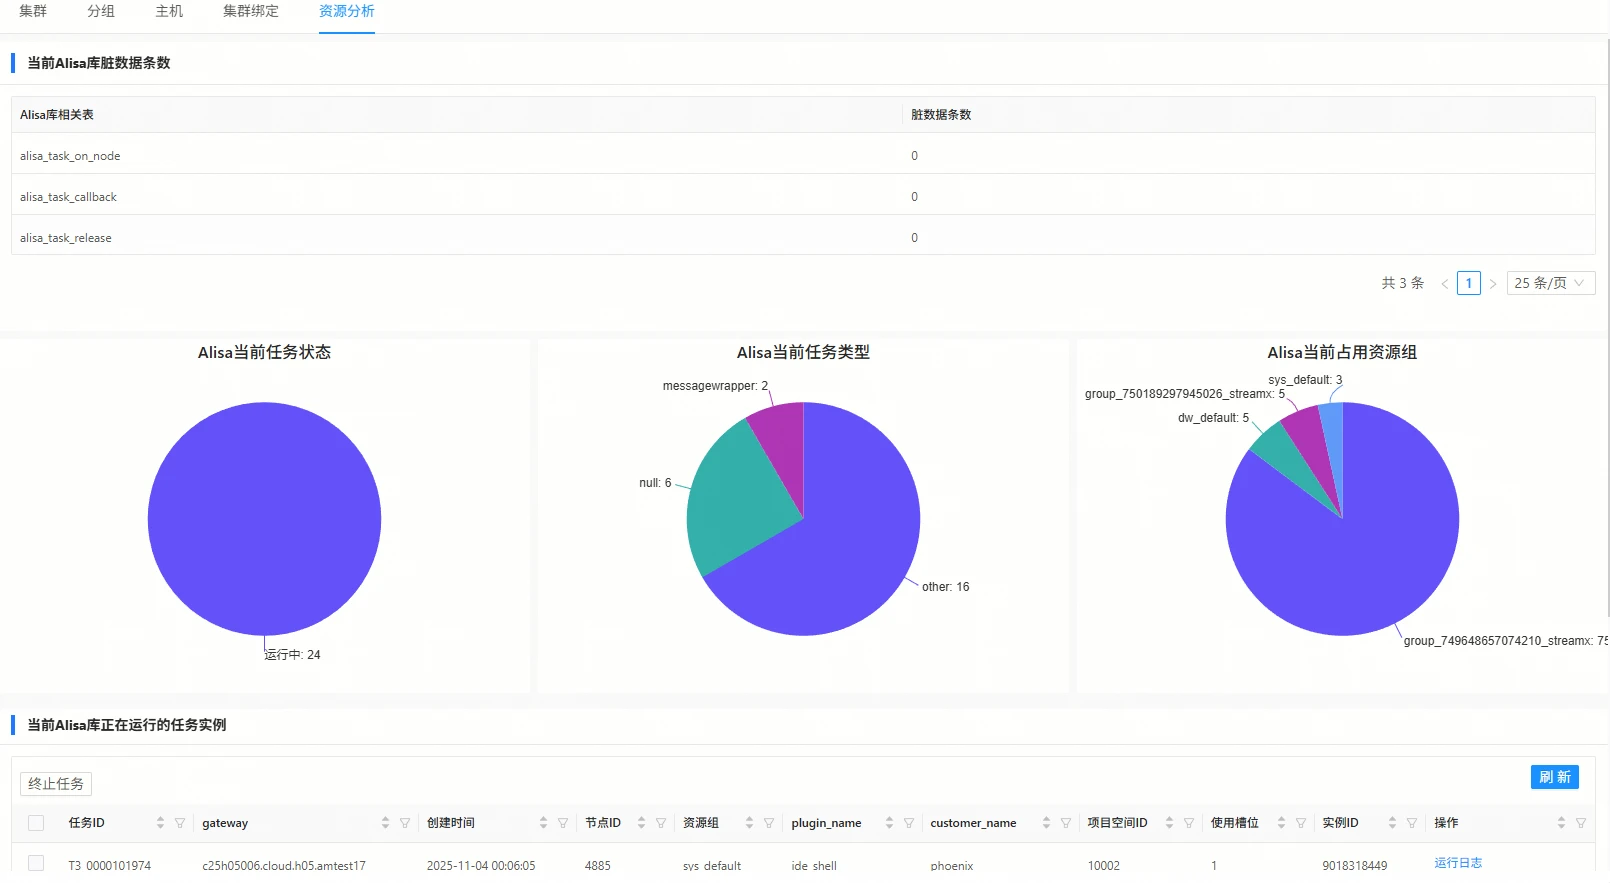 集群 分组 主机 集群绑定 资源分析
当前Alisa库脏数据条数
Alisa库相关表 脏数据条数
alisa_task_on_node 0
alisa_task_callback 0
alisa_task_release 0
共 3 条 < 1 > 25 条/页
Alisa当前任务状态
运行中: 24
Alisa当前任务类型
messagewrapper: 2
null: 6
other: 16
Alisa当前占用资源组
sys_default: 3
group_750189297945026_streamx: 5
dw_default: 5
group_749648657074210_streamx: 75
当前Alisa库正在运行的任务实例
终止任务 刷 新
任务ID gateway 创建时间 节点ID 资源组 plugin_name customer_name 项目空间ID 使用槽位 实例ID 操作
T3_0000101974 c25h05006.cloud.h05.amtest17 2025-11-04 00:06:05 4885 sys_default ide_shell phoenix 10002 1 9018318449 运行日志